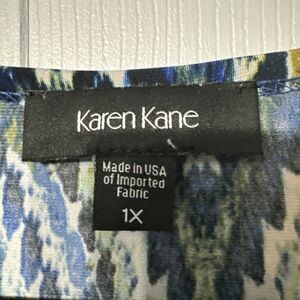 Karen Kane
Made in USA
of Imported
Fabric
1X